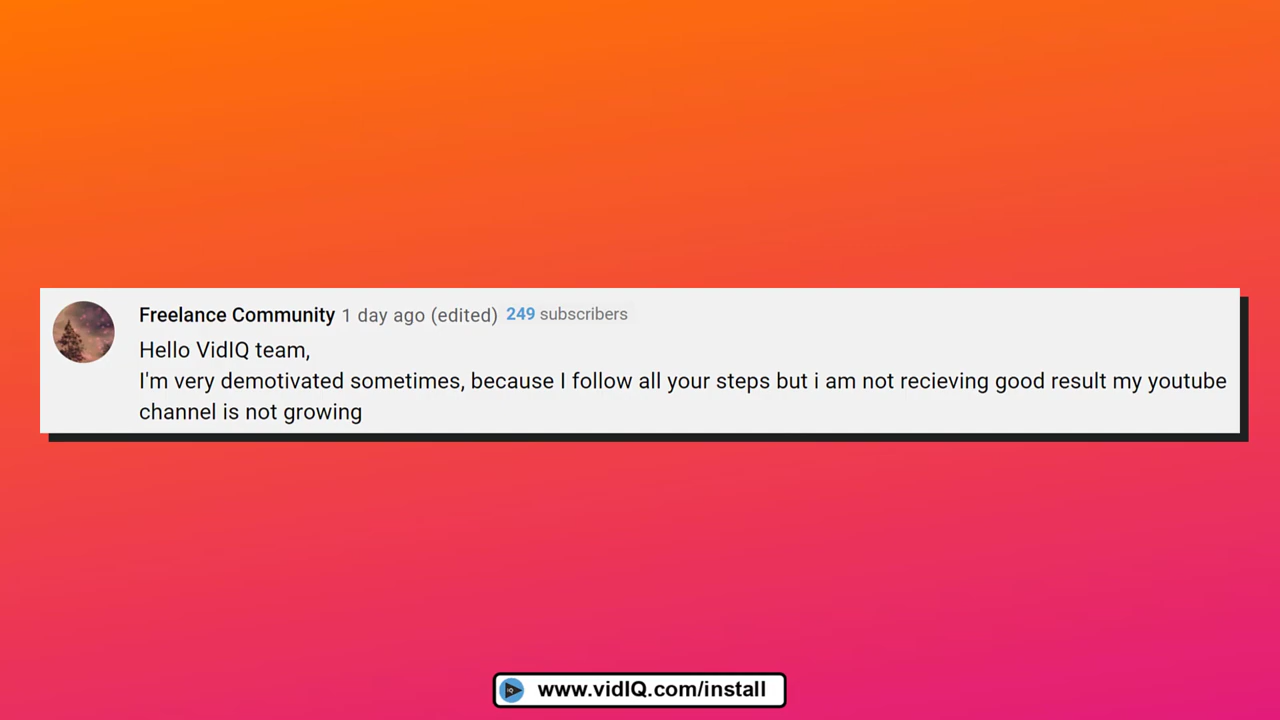 Freelance Community 1 day ago (edited) 249 subscribers
Hello VidIQ team,
I'm very demotivated sometimes, because I follow all your steps but i am not recieving good result my youtube
channel is not growing
IQ www.vidIQ.com/install